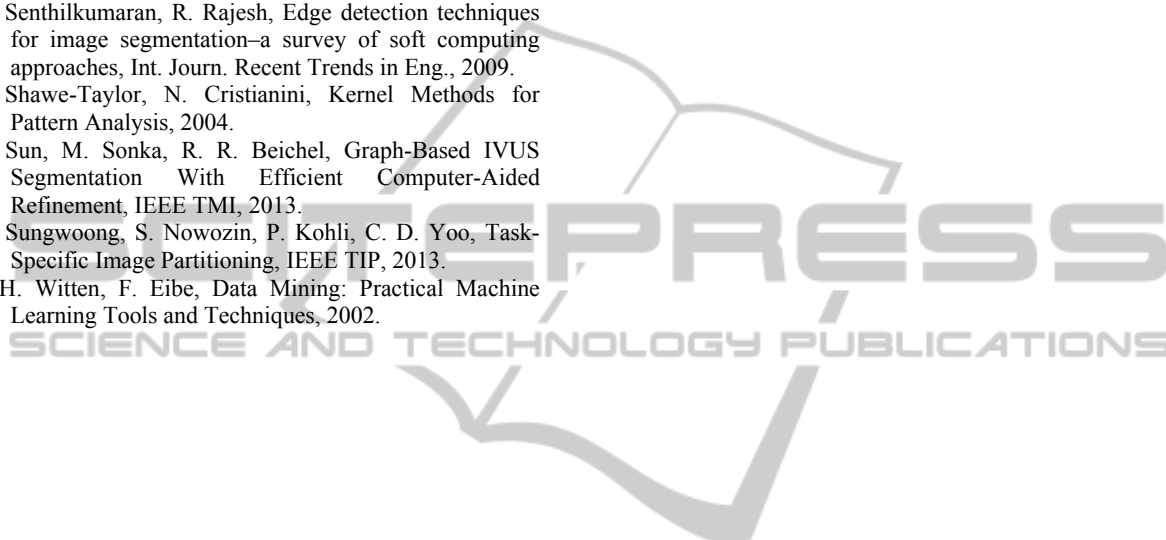 Senthilkumaran, R. Rajesh, Edge detection techniques
for image segmentation–a survey of soft computing
approaches, Int. Journ. Recent Trends in Eng., 2009.
Shawe-Taylor, N. Cristianini, Kernel Methods for
Pattern Analysis, 2004.
Sun, M. Sonka, R. R. Beichel, Graph-Based IVUS
Segmentation With Efficient Computer-Aided
Refinement, IEEE TMI, 2013.
Sungwoong, S. Nowozin, P. Kohli, C. D. Yoo, Task-
Specific Image Partitioning, IEEE TIP, 2013.
H. Witten, F. Eibe, Data Mining: Practical Machine
Learning Tools and Techniques, 2002.
SCITEPRESS
SCIENCE AND TECHNOLOGY PUBLICATIONS